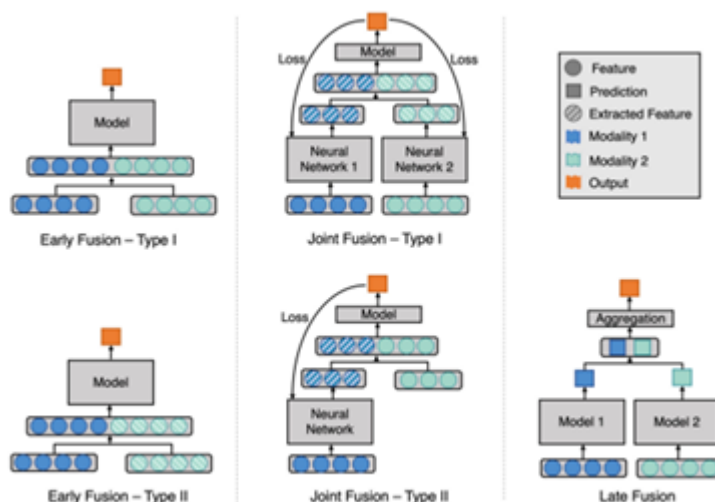 Model
Early Fusion – Type I
Loss
Model
Loss
Neural
Network 1
Neural
Network 2
Joint Fusion – Type I
Feature
Prediction
Extracted Feature
Modality 1
Modality 2
Output
Model
Early Fusion – Type II
Loss
Model
Neural
Network
Joint Fusion – Type II
Aggregation
Model 1
Model 2
Late Fusion